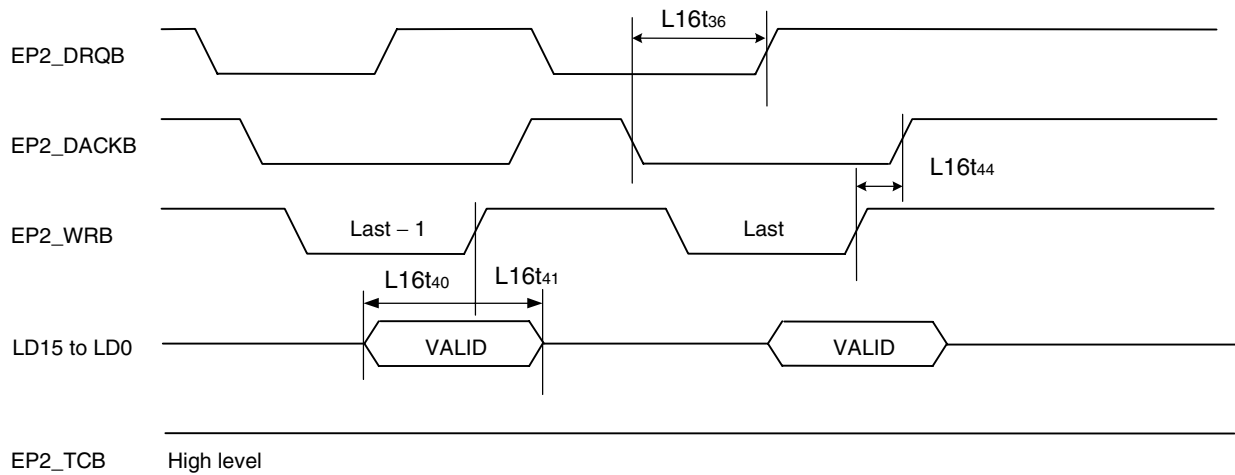 L16t36
EP2_DRQB
EP2_DACKB
L16t44
EP2_WRB
Last – 1
Last
L16t40
L16t41
LD15 to LD0
VALID
VALID
EP2_TCB
High level